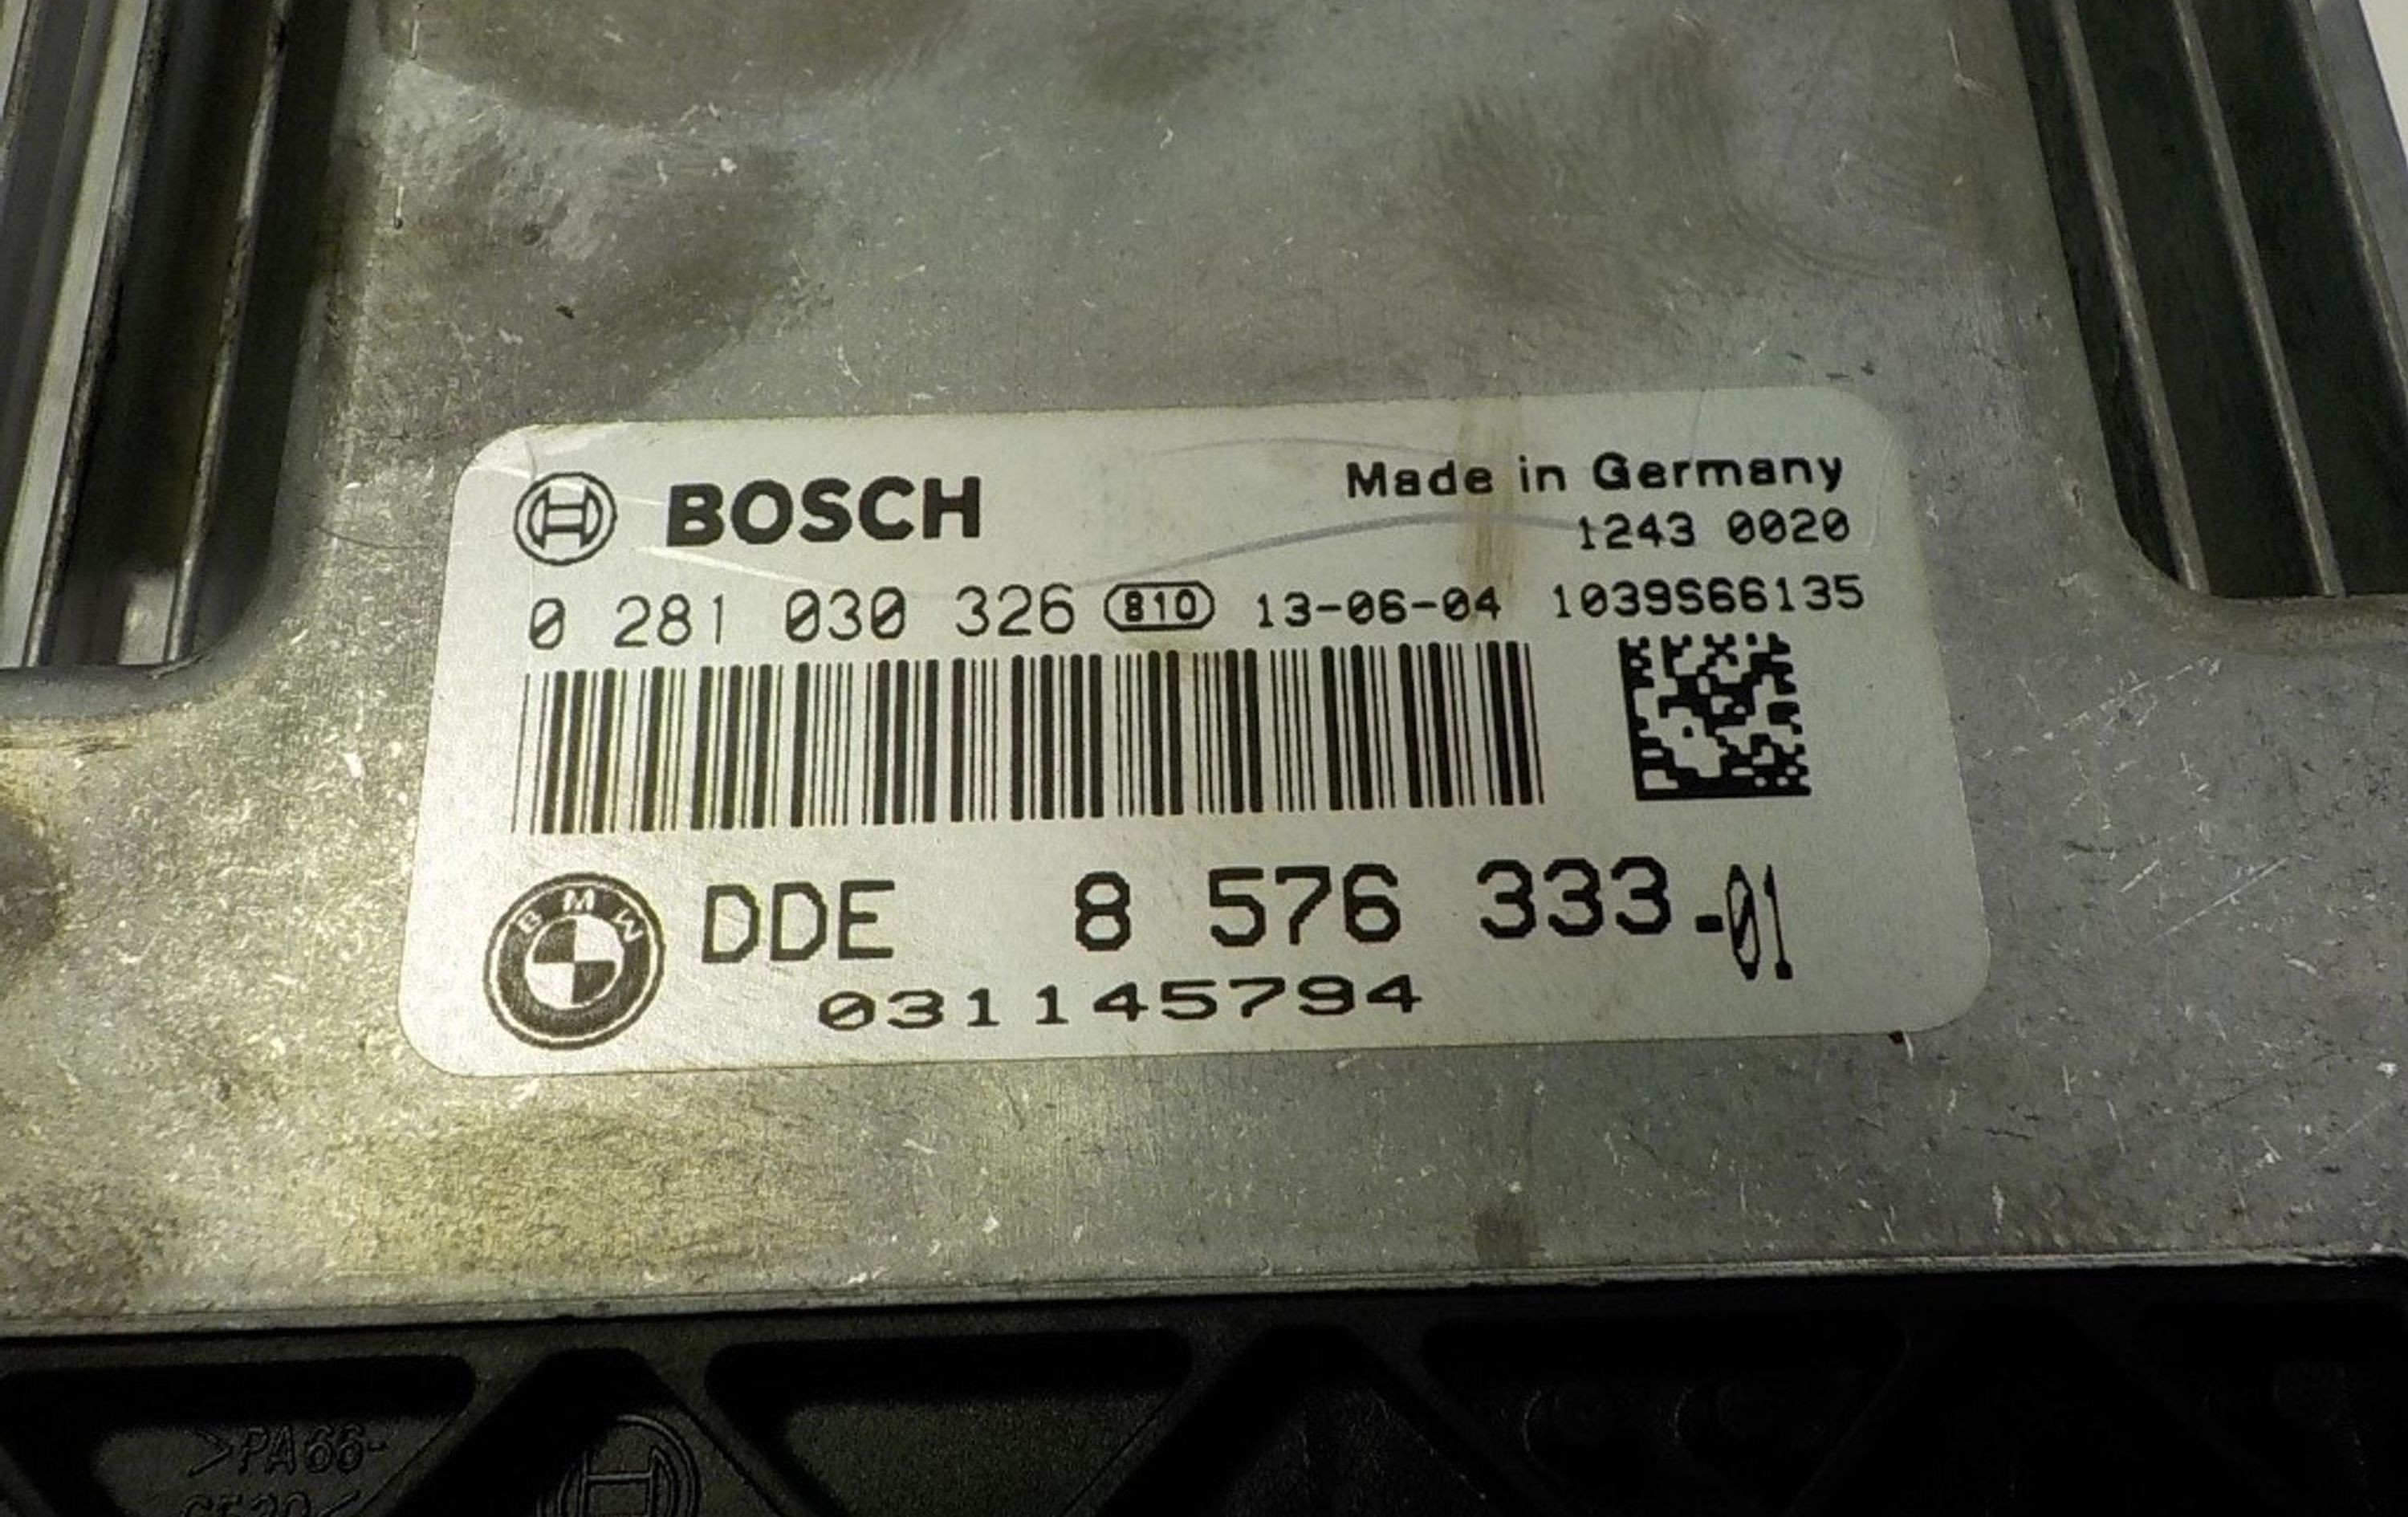 BOSCH
Made in Germany
1243 0020
0 281 030 326 810 13-06-04 1039S66135
BMW
DDE 8 576 333-01
031145794
>PA66-